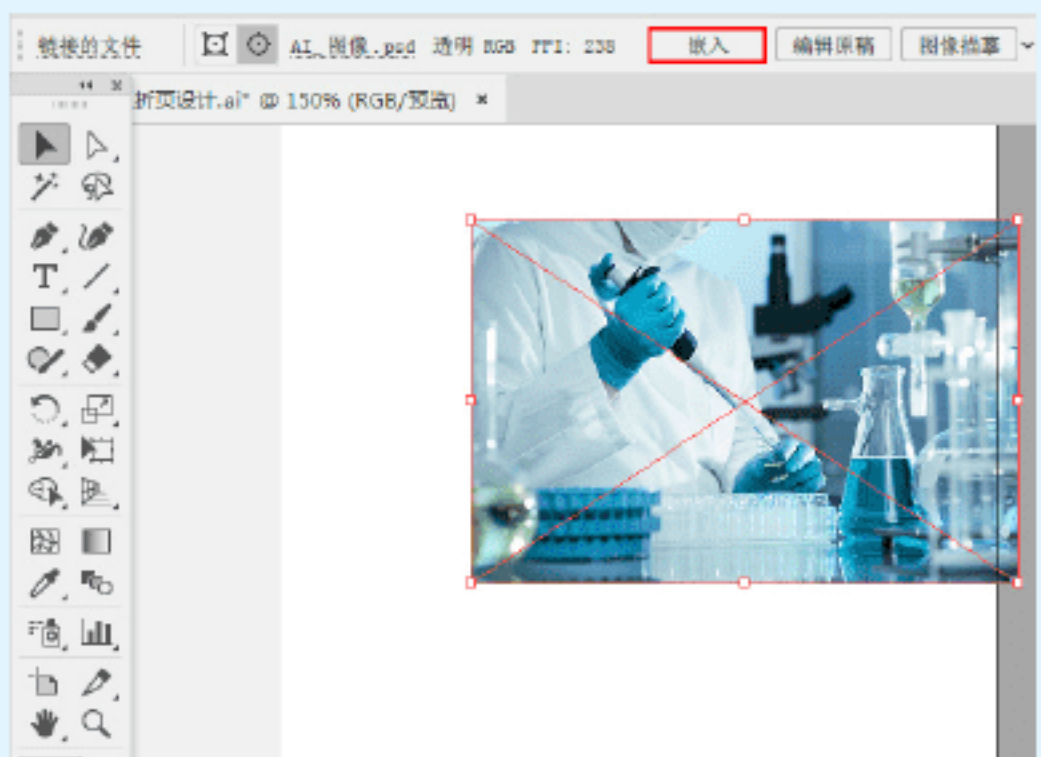 链接的文件 AI_图像.psd 透明 RGB PPI: 238 嵌入 编辑原稿 图像描摹
折页设计.ai* @ 150% (RGB/预览) ×